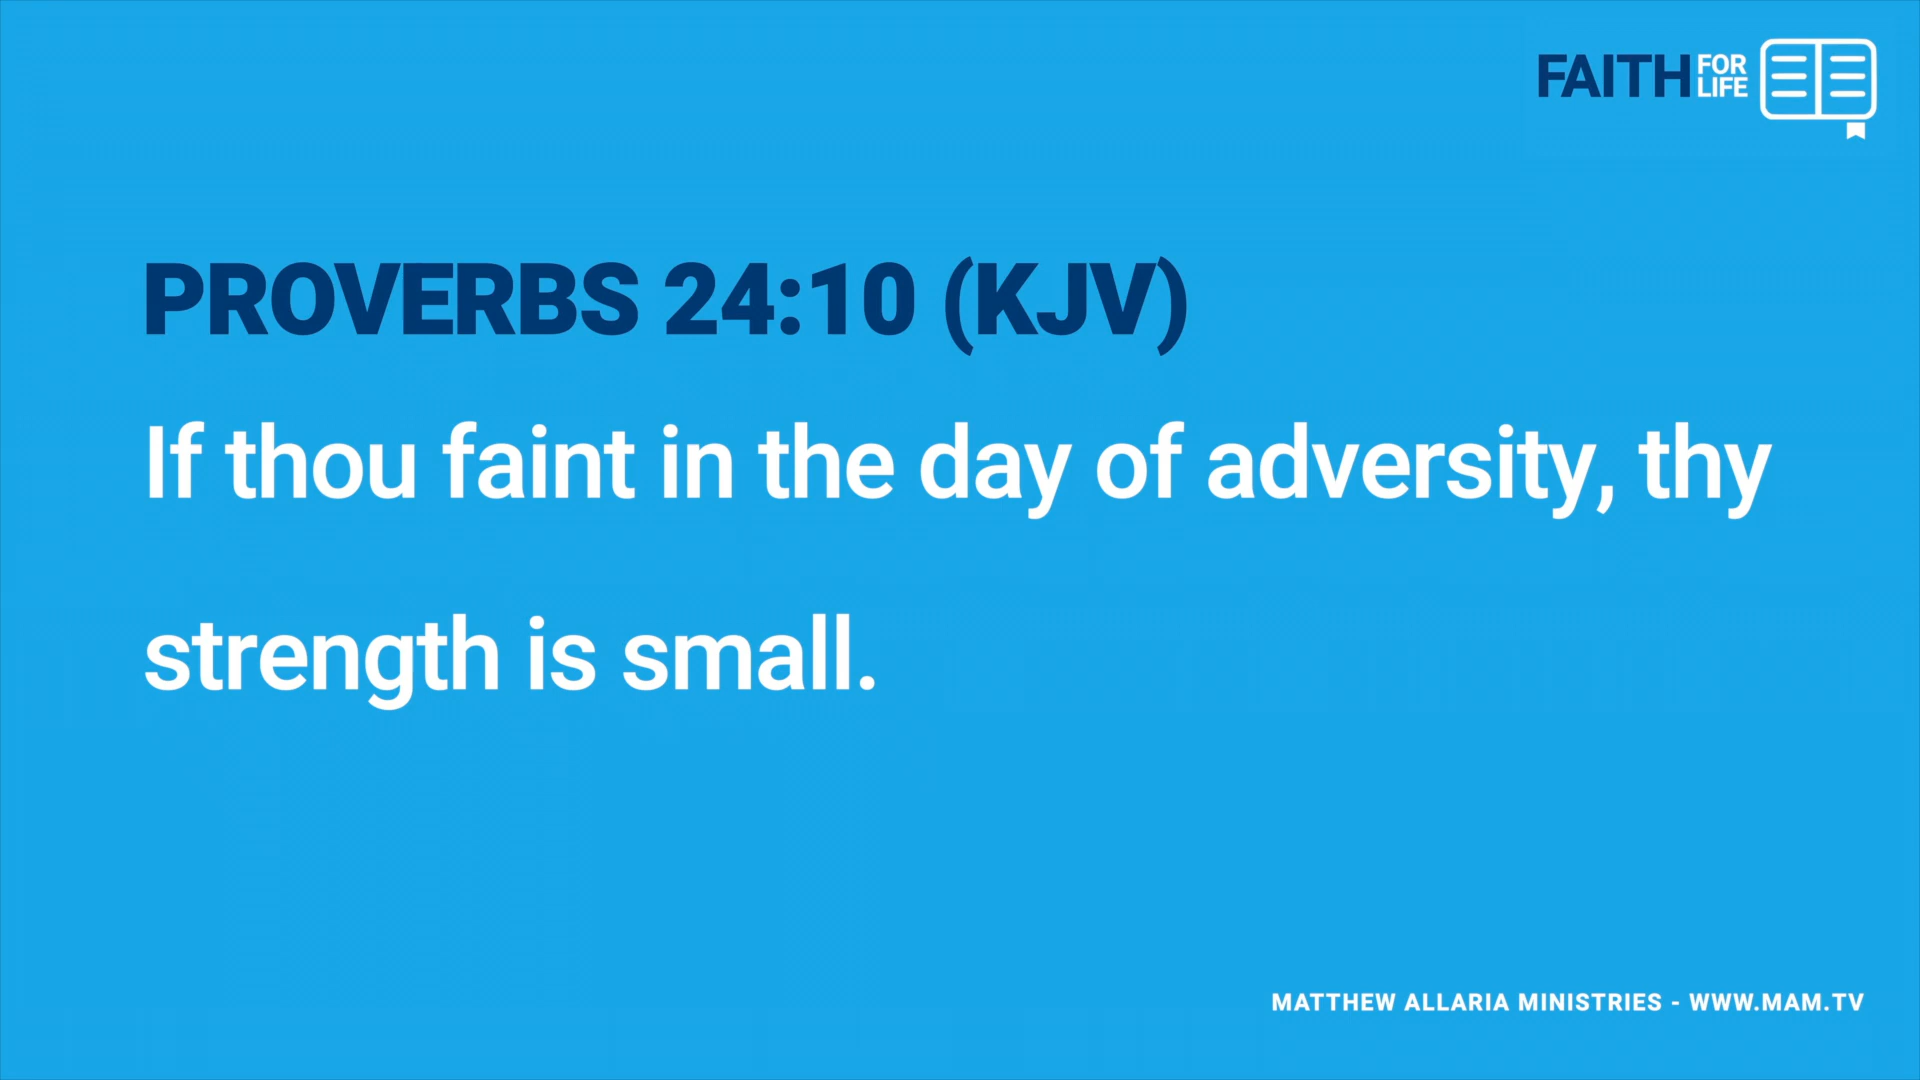 FAITH FOR LIFE
PROVERBS 24:10 (KJV)
If thou faint in the day of adversity, thy
strength is small.
MATTHEW ALLARIA MINISTRIES - WWW.MAM.TV